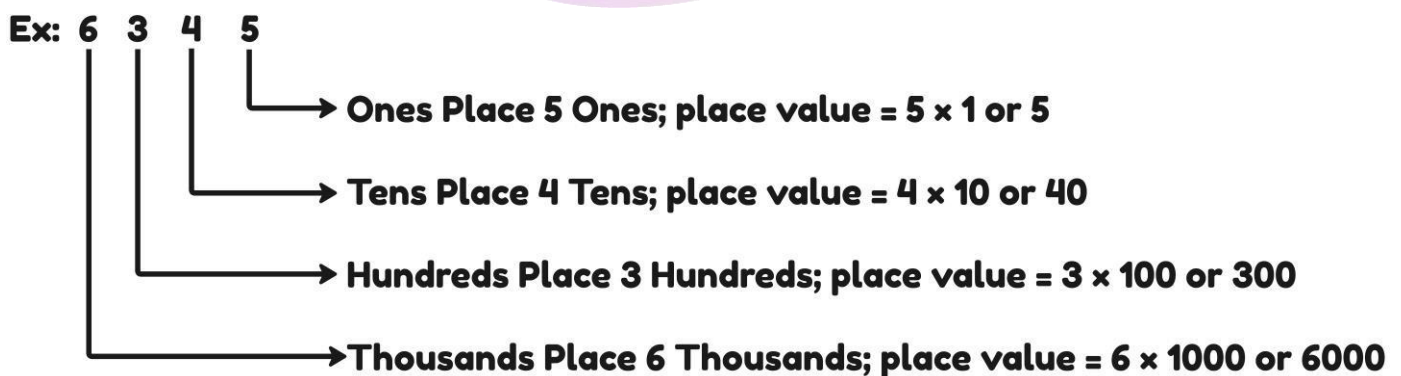 Ex: 6 3 4 5
Ones Place 5 Ones; place value = 5 × 1 or 5
Tens Place 4 Tens; place value = 4 × 10 or 40
Hundreds Place 3 Hundreds; place value = 3 × 100 or 300
Thousands Place 6 Thousands; place value = 6 × 1000 or 6000